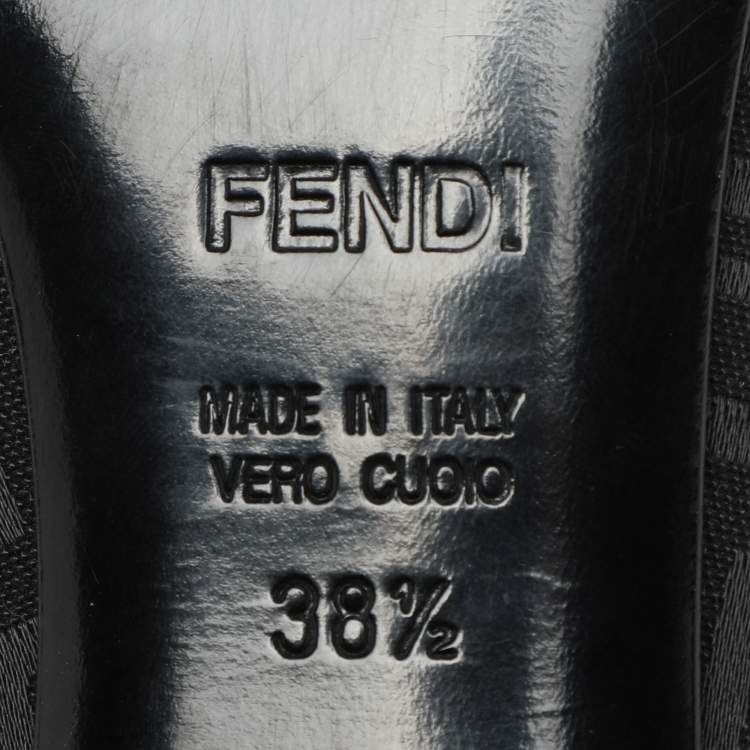 FENDI
MADE IN ITALY
VERO CUOIO
38½